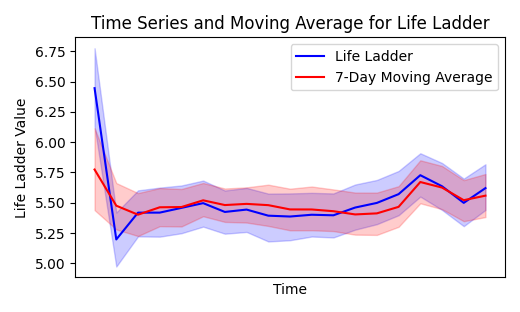 Time Series and Moving Average for Life Ladder
Life Ladder
7-Day Moving Average
Life Ladder Value
6.75
6.50
6.25
6.00
5.75
5.50
5.25
5.00
Time